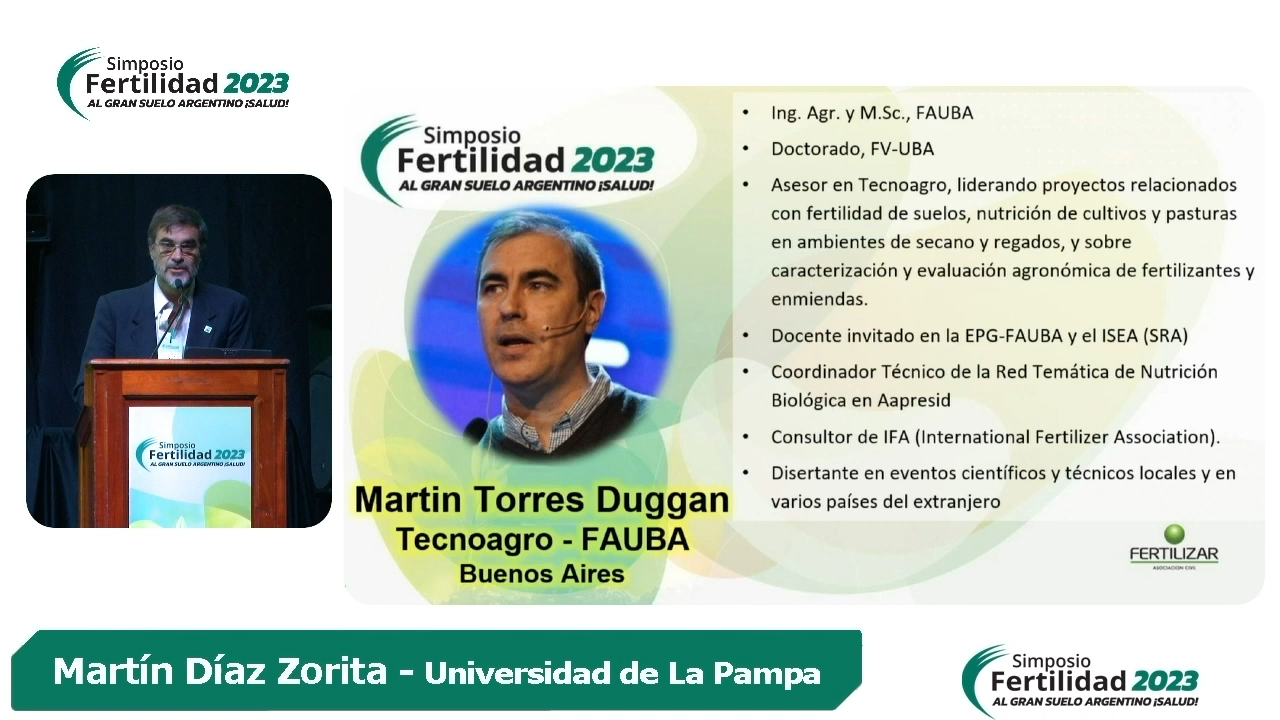 Simposio
Fertilidad 2023
AL GRAN SUELO ARGENTINO ¡SALUD!
Simposio
Fertilidad 2023
AL GRAN SUELO ARGENTINO ¡SALUD!
Martin Torres Duggan
Tecnoagro - FAUBA
Buenos Aires
• Ing. Agr. y M.Sc., FAUBA
• Doctorado, FV-UBA
• Asesor en Tecnoagro, liderando proyectos relacionados
con fertilidad de suelos, nutrición de cultivos y pasturas
en ambientes de secano y regados, y sobre
caracterización y evaluación agronómica de fertilizantes y
enmiendas.
• Docente invitado en la EPG-FAUBA y el ISEA (SRA)
• Coordinador Técnico de la Red Temática de Nutrición
Biológica en Aapresid
• Consultor de IFA (International Fertilizer Association).
• Disertante en eventos científicos y técnicos locales y en
varios países del extranjero
FERTILIZAR
ASOCIACION CIVIL
Simposio
Fertilidad 2023
AL GRAN SUELO ARGENTINO ¡SALUD!
Martín Díaz Zorita - Universidad de La Pampa
Simposio
Fertilidad 2023
AL GRAN SUELO ARGENTINO ¡SALUD!